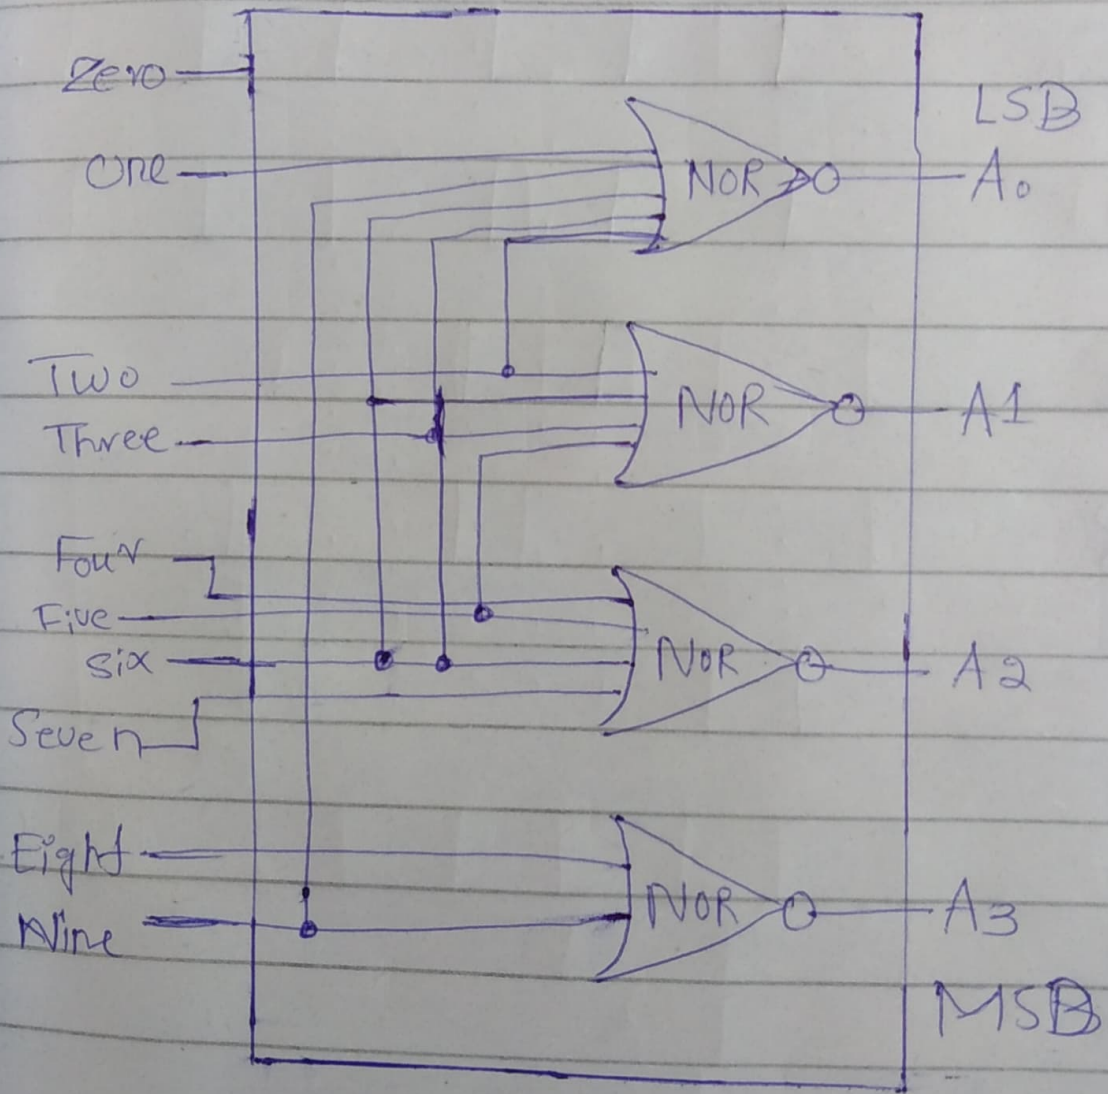 Zero
LSB
One
NOR
A0
Two
NOR
A1
Three
Four
Five
Six
NOR
A2
Seven
Eight
NOR
A3
Nine
MSB